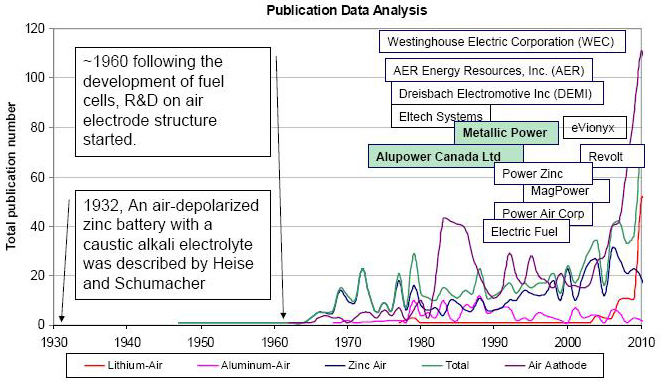 Publication Data Analysis
Total publication number
120
100
80
60
40
20
0
1930
1940
1950
1960
1970
1980
1990
2000
2010
~1960 following the
development of fuel
cells, R&D on air
electrode structure
started.
1932, An air-depolarized
zinc battery with a
caustic alkali electrolyte
was described by Heise
and Schumacher
Westinghouse Electric Corporation (WEC)
AER Energy Resources, Inc. (AER)
Dreisbach Electromotive Inc (DEMI)
Eltech Systems
eVionyx
Metallic Power
Alupower Canada Ltd
Revolt
Power Zinc
MagPower
Power Air Corp
Electric Fuel
Lithium-Air
Aluminum-Air
Zinc Air
Total
Air Aathode